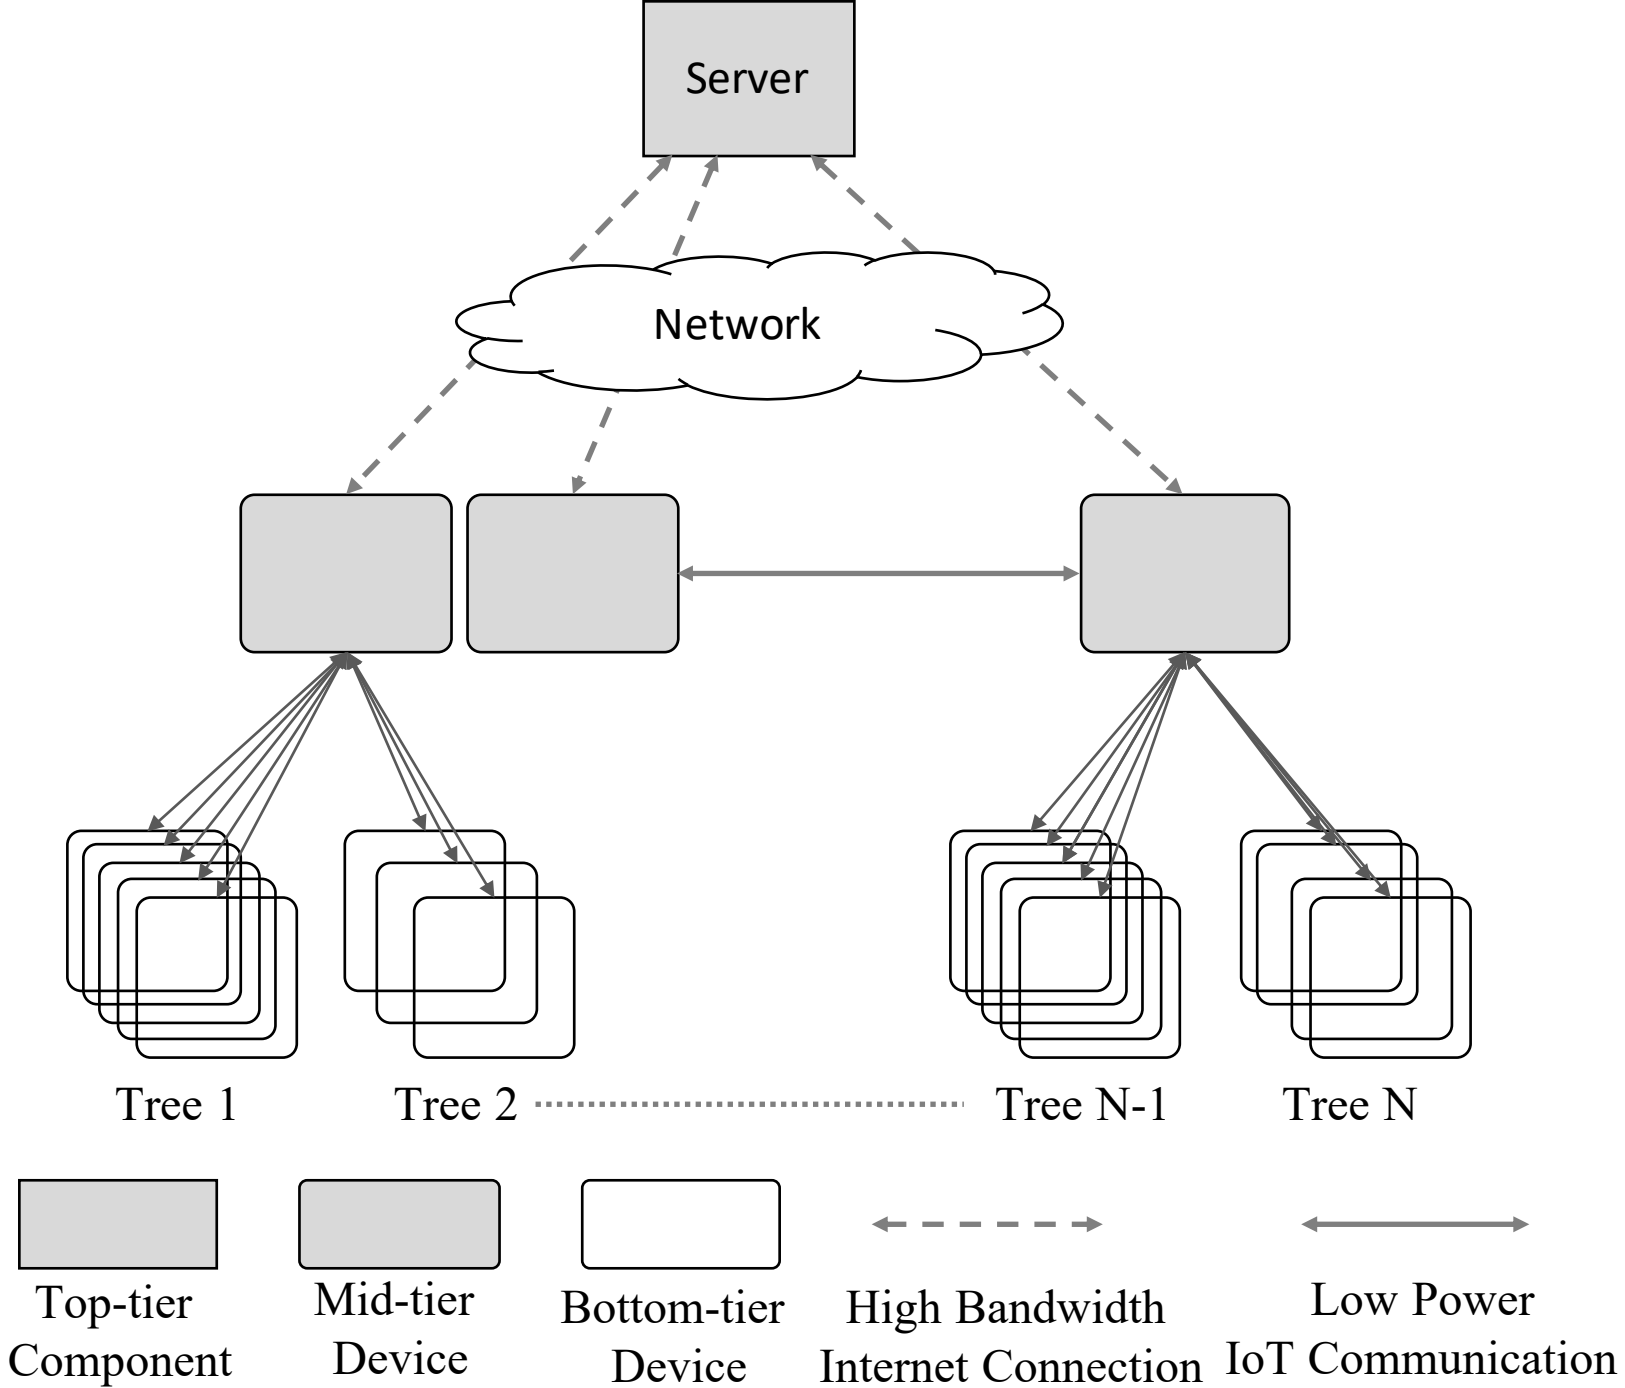 Server
Network
Tree 1
Tree 2
Tree N-1
Tree N
Top-tier
Component
Mid-tier
Device
Bottom-tier
Device
High Bandwidth
Internet Connection
Low Power
IoT Communication